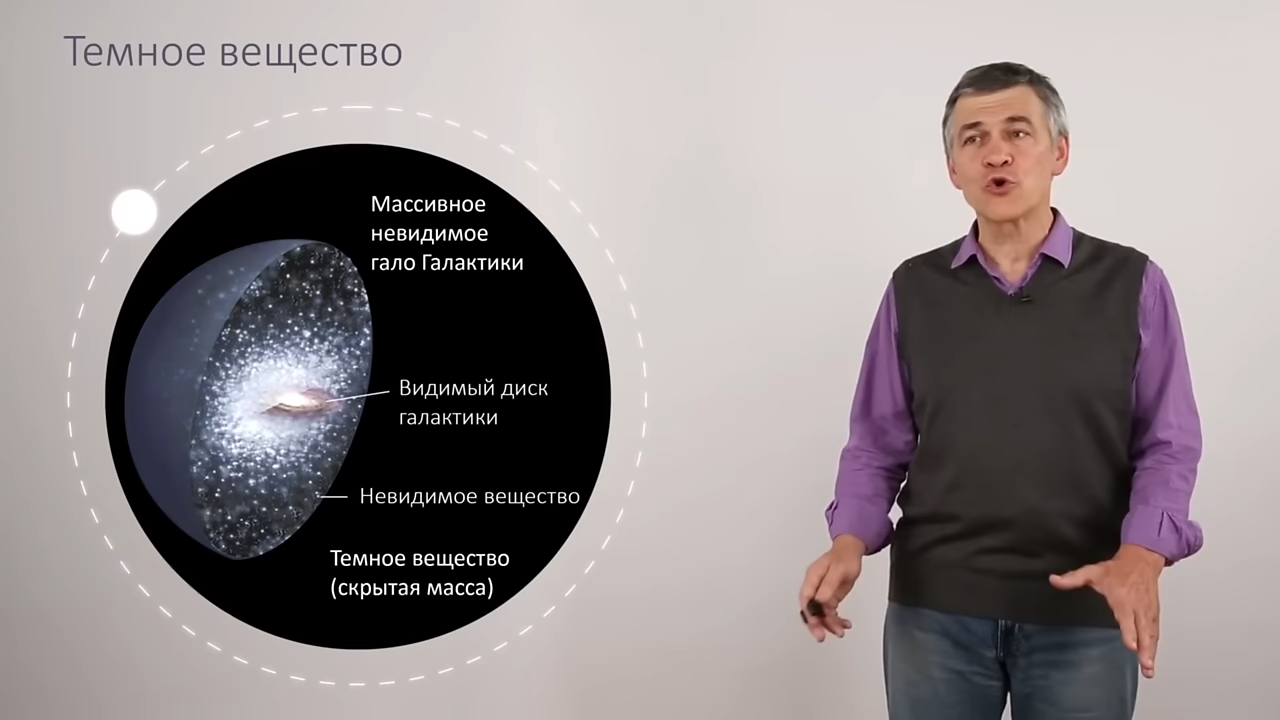 Темное вещество
Массивное
невидимое
гало Галактики
Видимый диск
галактики
Невидимое вещество
Темное вещество
(скрытая масса)